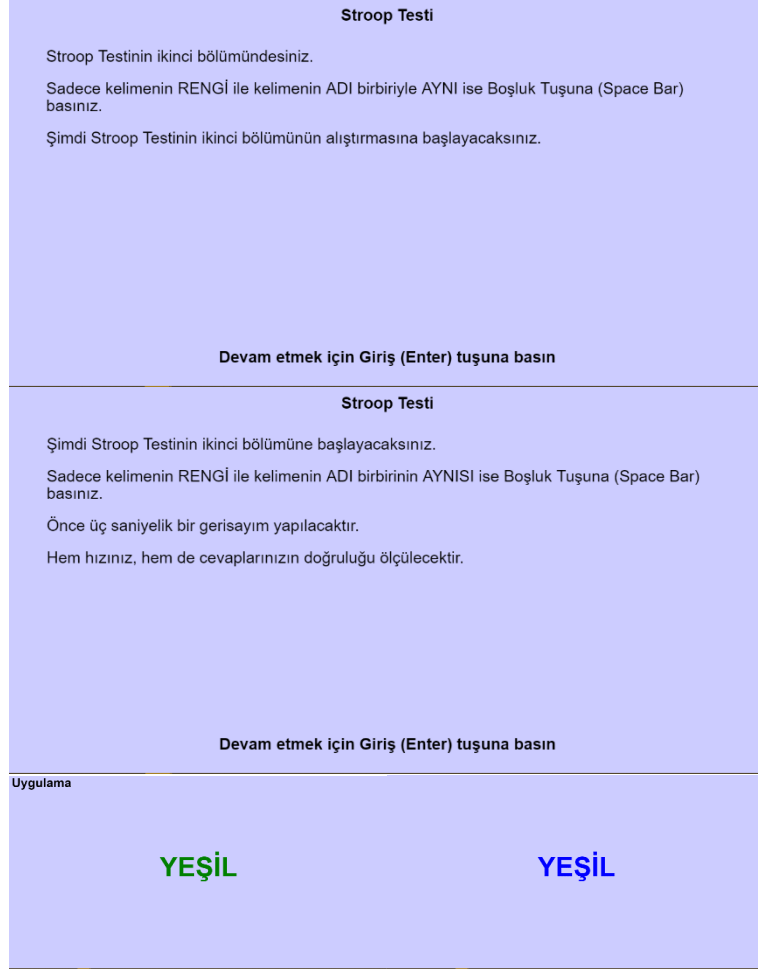 Stroop Testi
Stroop Testinin ikinci bölümündesiniz.
Sadece kelimenin RENGİ ile kelimenin ADI birbiriyle AYNI ise Boşluk Tuşuna (Space Bar)
basınız.
Şimdi Stroop Testinin ikinci bölümünün alıştırmasına başlayacaksınız.
Devam etmek için Giriş (Enter) tuşuna basın
Stroop Testi
Şimdi Stroop Testinin ikinci bölümüne başlayacaksınız.
Sadece kelimenin RENGİ ile kelimenin ADI birbirinin AYNISI ise Boşluk Tuşuna (Space Bar)
basınız.
Önce üç saniyelik bir gerisayım yapılacaktır.
Hem hızınız, hem de cevaplarınızın doğruluğu ölçülecektir.
Devam etmek için Giriş (Enter) tuşuna basın
Uygulama
YEŞİL YEŞİL